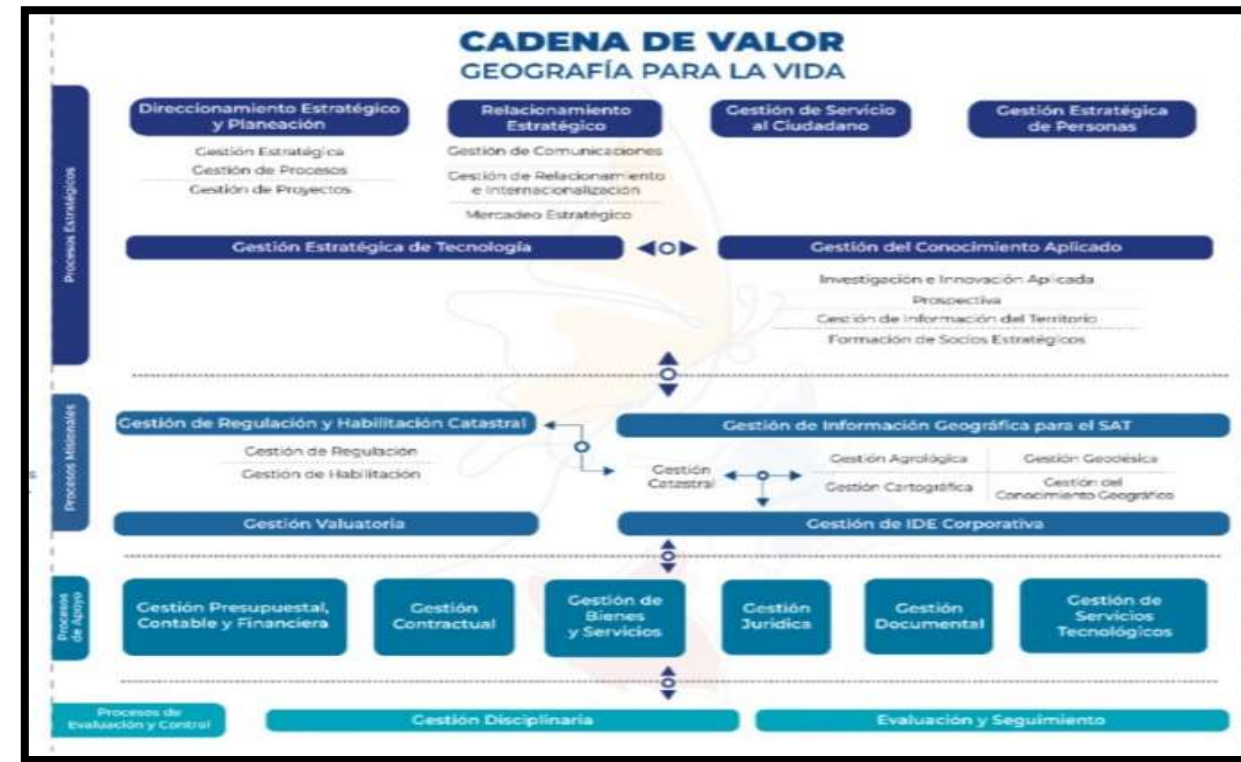 CADENA DE VALOR
GEOGRAFÍA PARA LA VIDA
Procesos Estratégicos
Direccionamiento Estratégico
y Planeación
Gestión Estratégica
Gestión de Procesos
Gestión de Proyectos
Relacionamiento
Estratégico
Gestión de Comunicaciones
Gestión de Relacionamiento
e Internacionalización
Mercadeo Estratégico
Gestión de Servicio
al Ciudadano
Gestión Estratégica
de Personas
Gestión Estratégica de Tecnología
Gestión del Conocimiento Aplicado
Investigación e Innovación Aplicada
Prospectiva
Gestión de Información del Territorio
Formación de Socios Estratégicos
Procesos Misionales
Gestión de Regulación y Habilitación Catastral
Gestión de Regulación
Gestión de Habilitación
Gestión de Información Geográfica para el SAT
Gestión
Catastral
Gestión Agrológica
Gestión Geodésica
Gestión Cartográfica
Gestión del
Conocimiento Geográfico
Gestión Valuatoria
Gestión de IDE Corporativa
Procesos
de Apoyo
Gestión Presupuestal,
Contable y Financiera
Gestión
Contractual
Gestión de
Bienes
y Servicios
Gestión
Jurídica
Gestión
Documental
Gestión de
Servicios
Tecnológicos
Procesos de
Evaluación y Control
Gestión Disciplinaria
Evaluación y Seguimiento